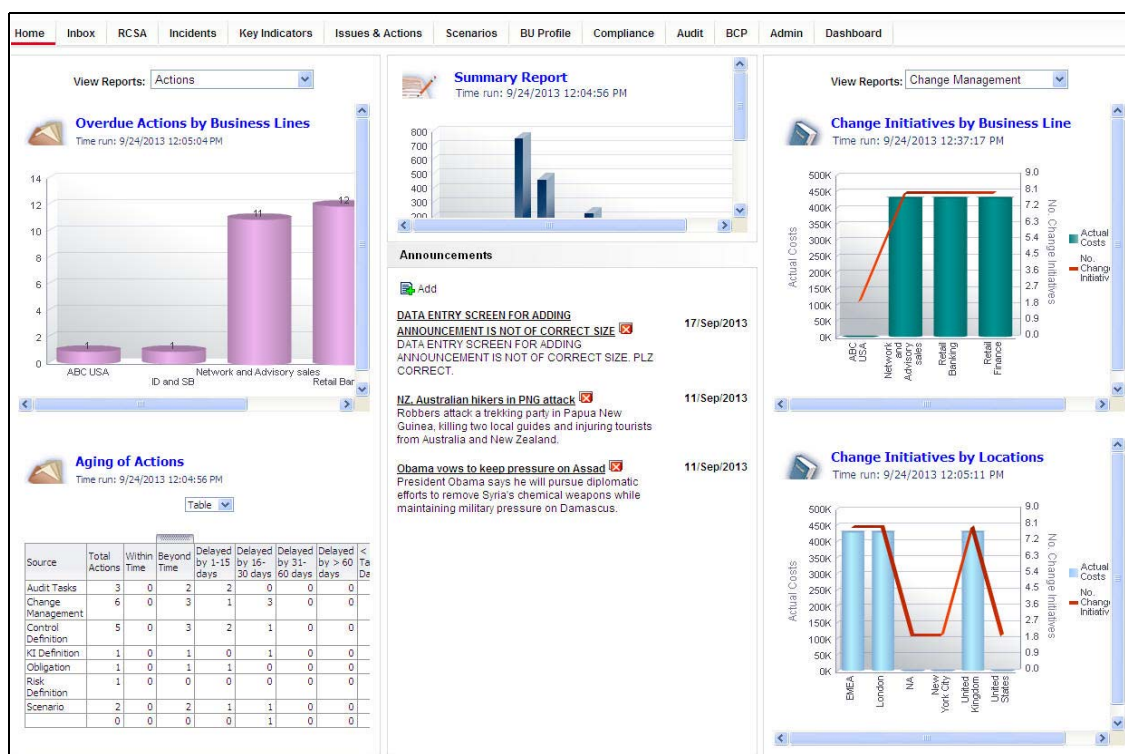 Home Inbox RCSA Incidents Key Indicators Issues & Actions Scenarios BU Profile Compliance Audit BCP Admin Dashboard
View Reports: Actions
Overdue Actions by Business Lines
Time run: 9/24/2013 12:05:04 PM
14
12
10
8
6
4
2
0
1
1
11
12
ABC USA
ID and SB
Network and Advisory sales
Retail Ban
Aging of Actions
Time run: 9/24/2013 12:04:56 PM
Table
Source Total Actions Within Time Beyond Time Delayed by 1-15 days Delayed by 16-30 days Delayed by 31-60 days Delayed by > 60 days < Ta Da
Audit Tasks 3 0 2 2 0 0 0
Change Management 6 0 3 1 3 0 0
Control Definition 5 0 3 2 1 0 0
KI Definition 1 0 1 0 1 0 0
Obligation 1 0 1 1 0 0 0
Risk Definition 1 0 0 0 0 0 0
Scenario 2 0 2 1 1 0 0
0 0 0 0 1 0 0
Summary Report
Time run: 9/24/2013 12:04:56 PM
800
700
600
500
400
300
200
Announcements
Add
DATA ENTRY SCREEN FOR ADDING
ANNOUNCEMENT IS NOT OF CORRECT SIZE 17/Sep/2013
DATA ENTRY SCREEN FOR ADDING
ANNOUNCEMENT IS NOT OF CORRECT SIZE. PLZ
CORRECT.
NZ, Australian hikers in PNG attack 11/Sep/2013
Robbers attack a trekking party in Papua New
Guinea, killing two local guides and injuring tourists
from Australia and New Zealand.
Obama vows to keep pressure on Assad 11/Sep/2013
President Obama says he will pursue diplomatic
efforts to remove Syria's chemical weapons while
maintaining military pressure on Damascus.
View Reports: Change Management
Change Initiatives by Business Line
Time run: 9/24/2013 12:37:17 PM
500K
450K
400K
350K
300K
250K
200K
150K
100K
50K
0K
Actual Costs
9.0
8.1
7.2
6.3
5.4
4.5
3.6
2.7
1.8
0.9
0.0
No. Change Initiatives
Actual
Costs
No.
Chang
Initiativ
ABC USA
Network and Advisory sales
Retail Banking
Retail Finance
Change Initiatives by Locations
Time run: 9/24/2013 12:05:11 PM
500K
450K
400K
350K
300K
250K
200K
150K
100K
50K
0K
Actual Costs
9.0
8.1
7.2
6.3
5.4
4.5
3.6
2.7
1.8
0.9
0.0
No. Change Initiatives
Actual
Costs
No.
Chang
Initiativ
EMEA
London
NA
New York City
United Kingdom
United States